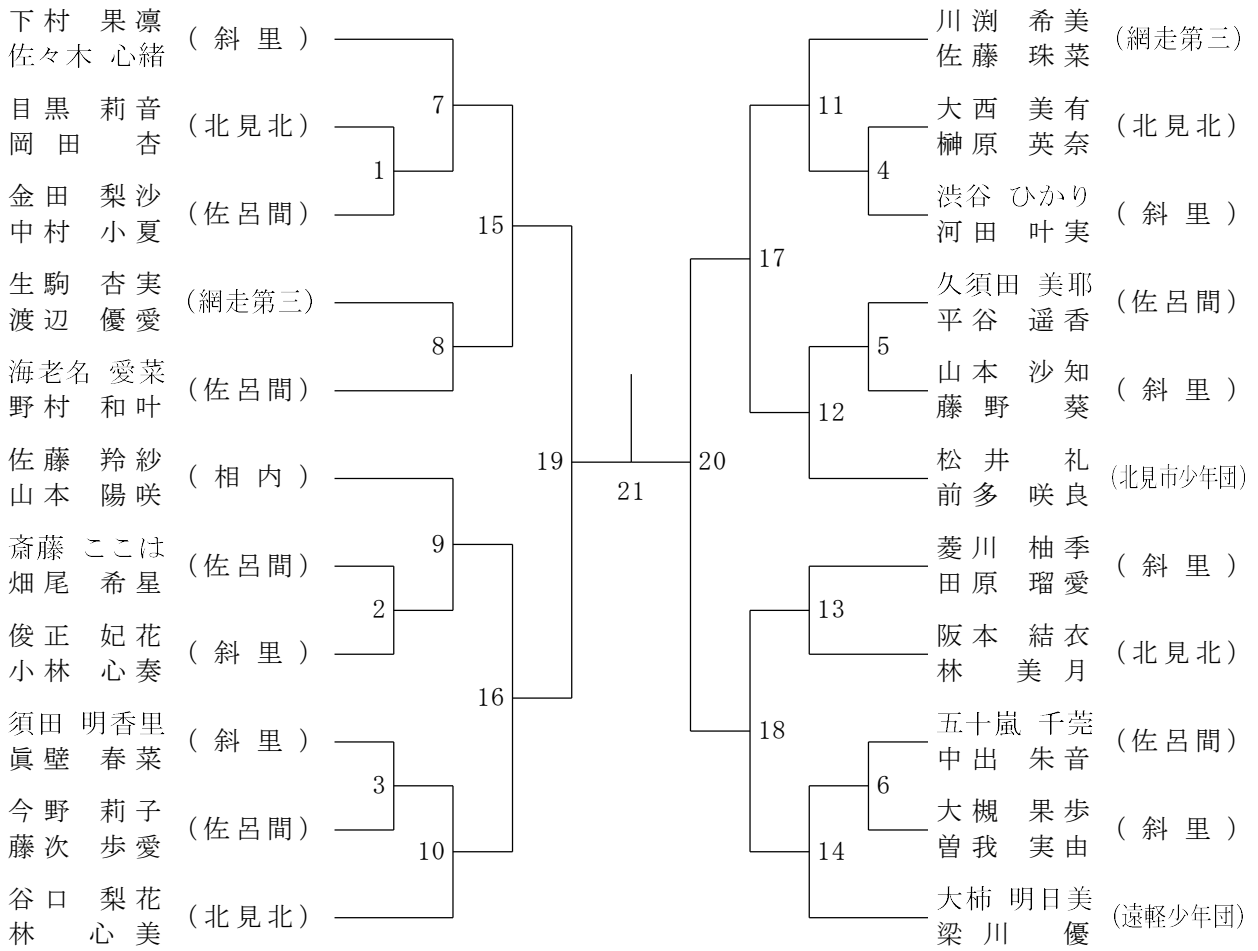 下村 果凛
佐々木 心緒
(斜里)
目黒 莉音
岡田 杏
(北見北)
金田 梨沙
中村 小夏
(佐呂間)
生駒 杏実
渡辺 優愛
(網走第三)
海老名 愛菜
野村 和叶
(佐呂間)
佐藤 羚紗
山本 陽咲
(相内)
斎藤 ここは
畑尾 希星
(佐呂間)
俊正 妃花
小林 心奏
(斜里)
須田 明香里
眞壁 春菜
(斜里)
今野 莉子
藤次 歩愛
(佐呂間)
谷口 梨花
林 心美
(北見北)
7
1
15
8
9
2
16
3
10
19
21
20
11
4
17
5
12
13
18
6
14
川渕 希美
佐藤 珠菜
(網走第三)
大西 美有
榊原 英奈
(北見北)
渋谷 ひかり
河田 叶実
(斜里)
久須田 美耶
平谷 遥香
(佐呂間)
山本 沙知
藤野 葵
(斜里)
松井 礼
前多 咲良
(北見市少年団)
菱川 柚季
田原 瑠愛
(斜里)
阪本 結衣
林 美月
(北見北)
五十嵐 千莞
中出 朱音
(佐呂間)
大槻 果歩
曽我 実由
(斜里)
大柿 明日美
梁川 優
(遠軽少年団)